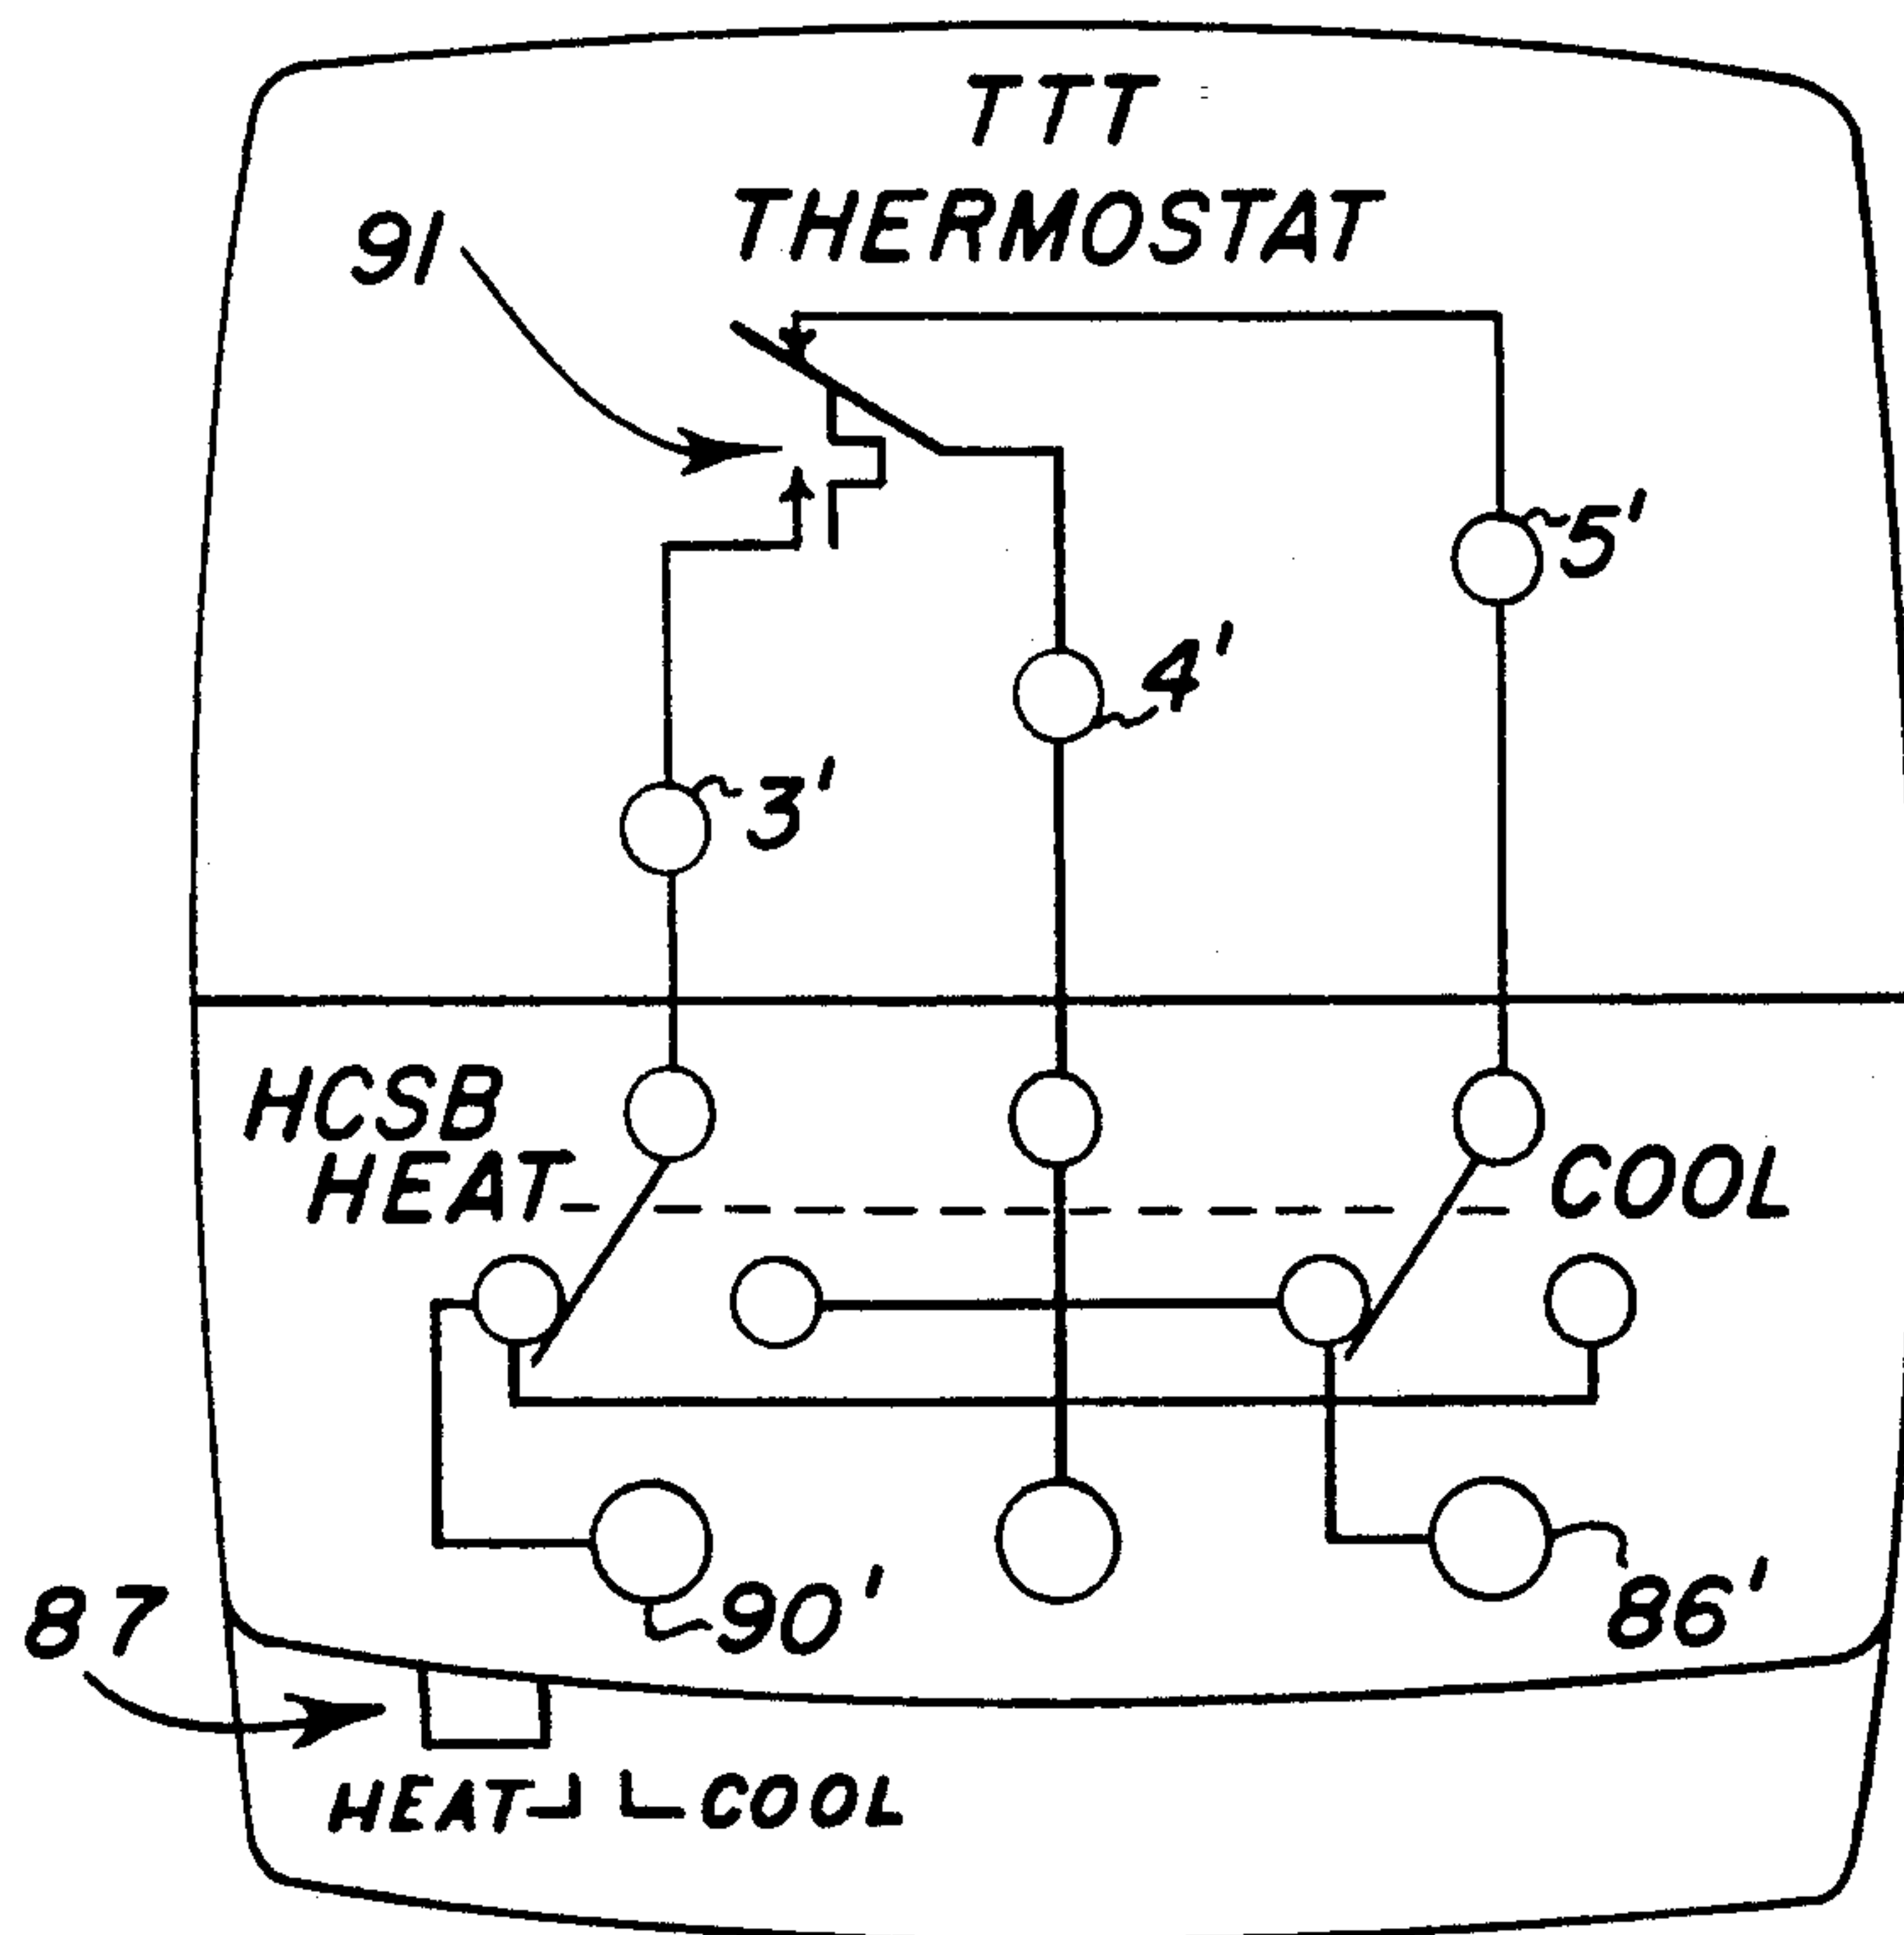 TTT
THERMOSTAT
91
5'
4'
3'
HCSB
HEAT
COOL
90'
86'
87
HEAT COOL